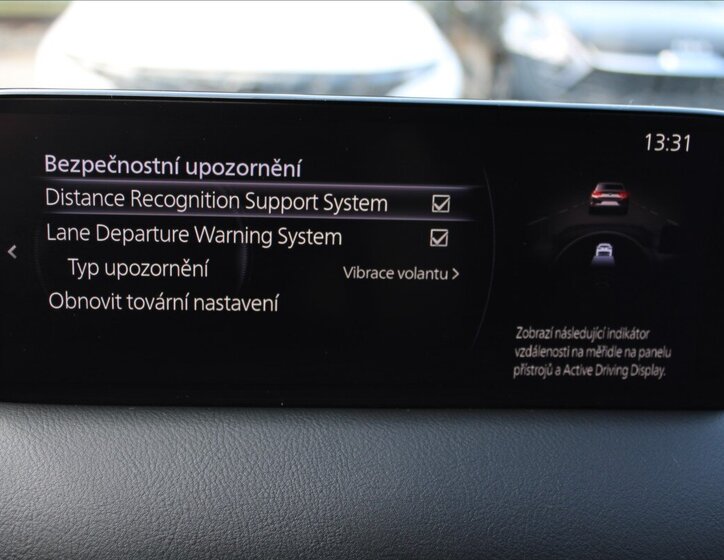 13:31
Bezpečnostní upozornění
Distance Recognition Support System
Lane Departure Warning System
Typ upozornění Vibrace volantu >
Obnovit tovární nastavení
Zobrazí následující indikátor
vzdálenosti na měřidle na panelu
přístrojů a Active Driving Display.